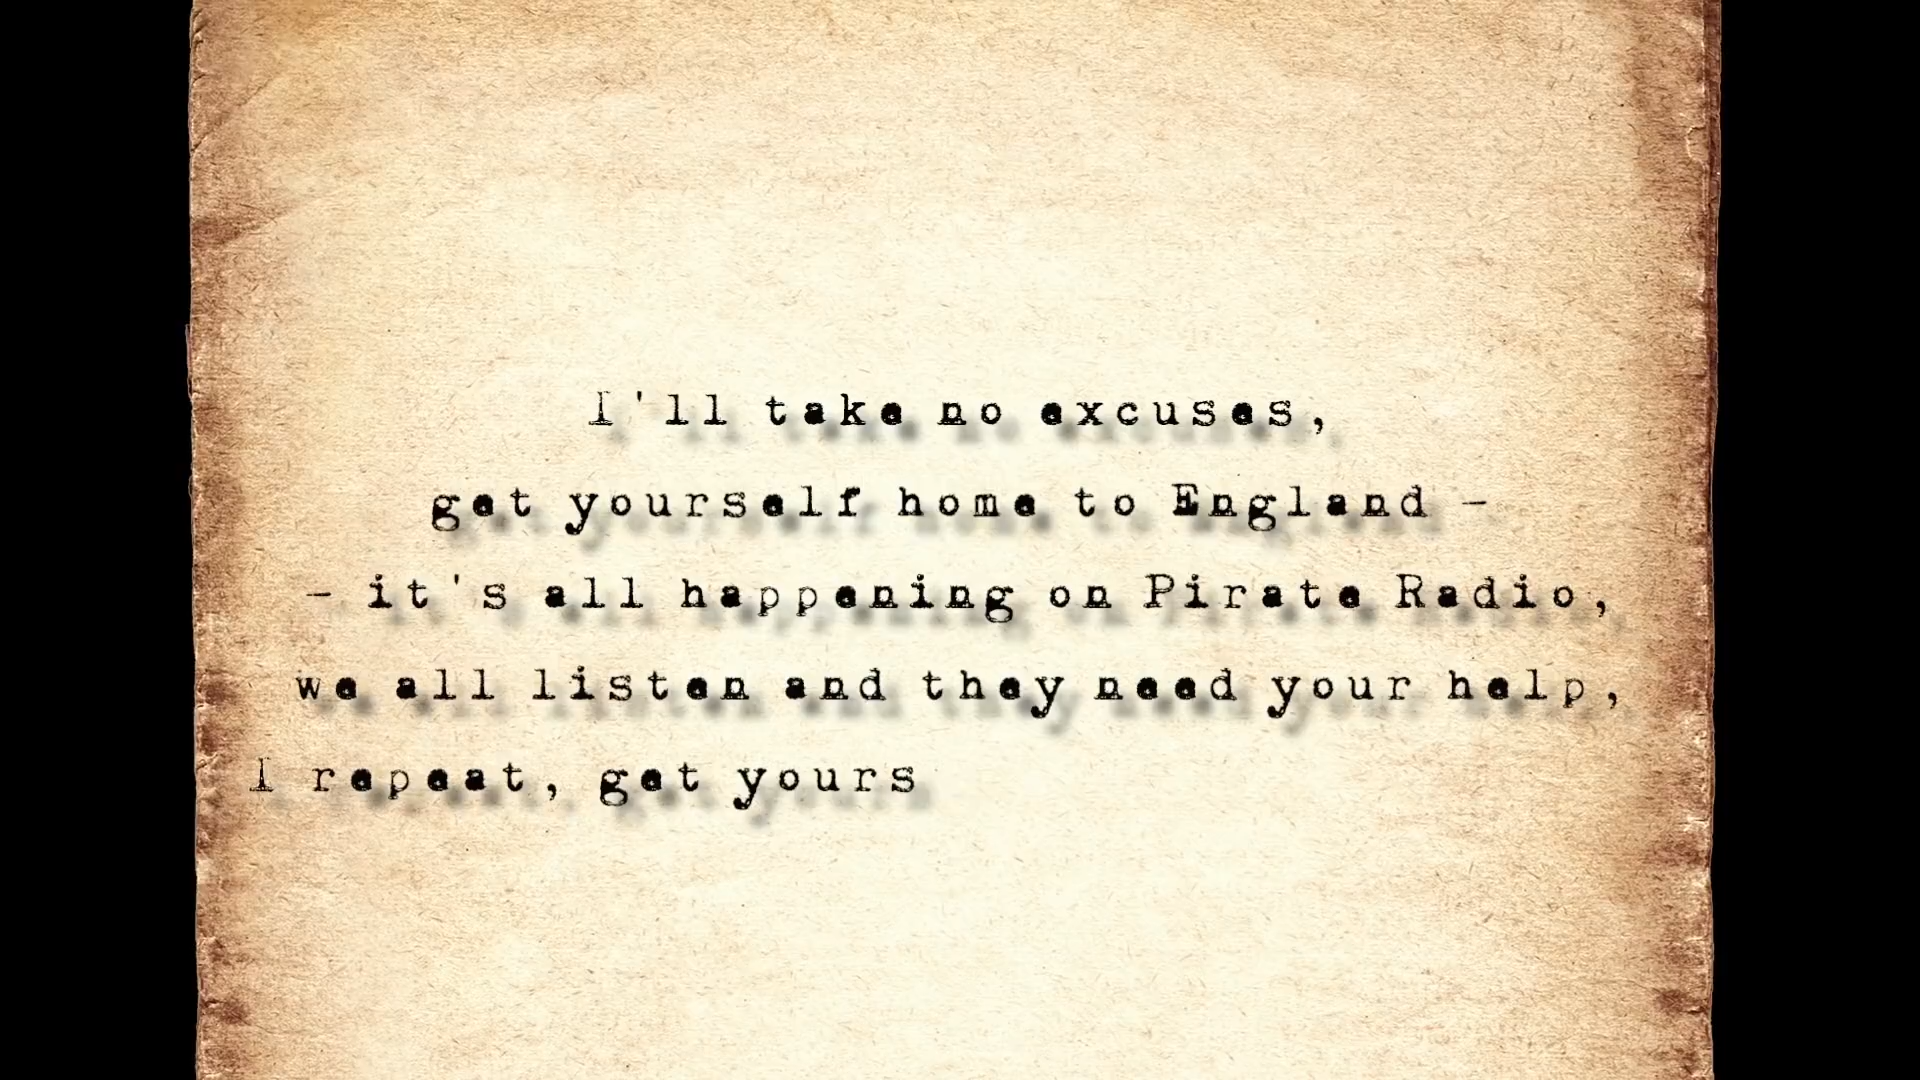 I'll take no excuses,
get yourself home to England -
- it's all happening on Pirate Radio,
we all listen and they need your help,
I repeat, get yours